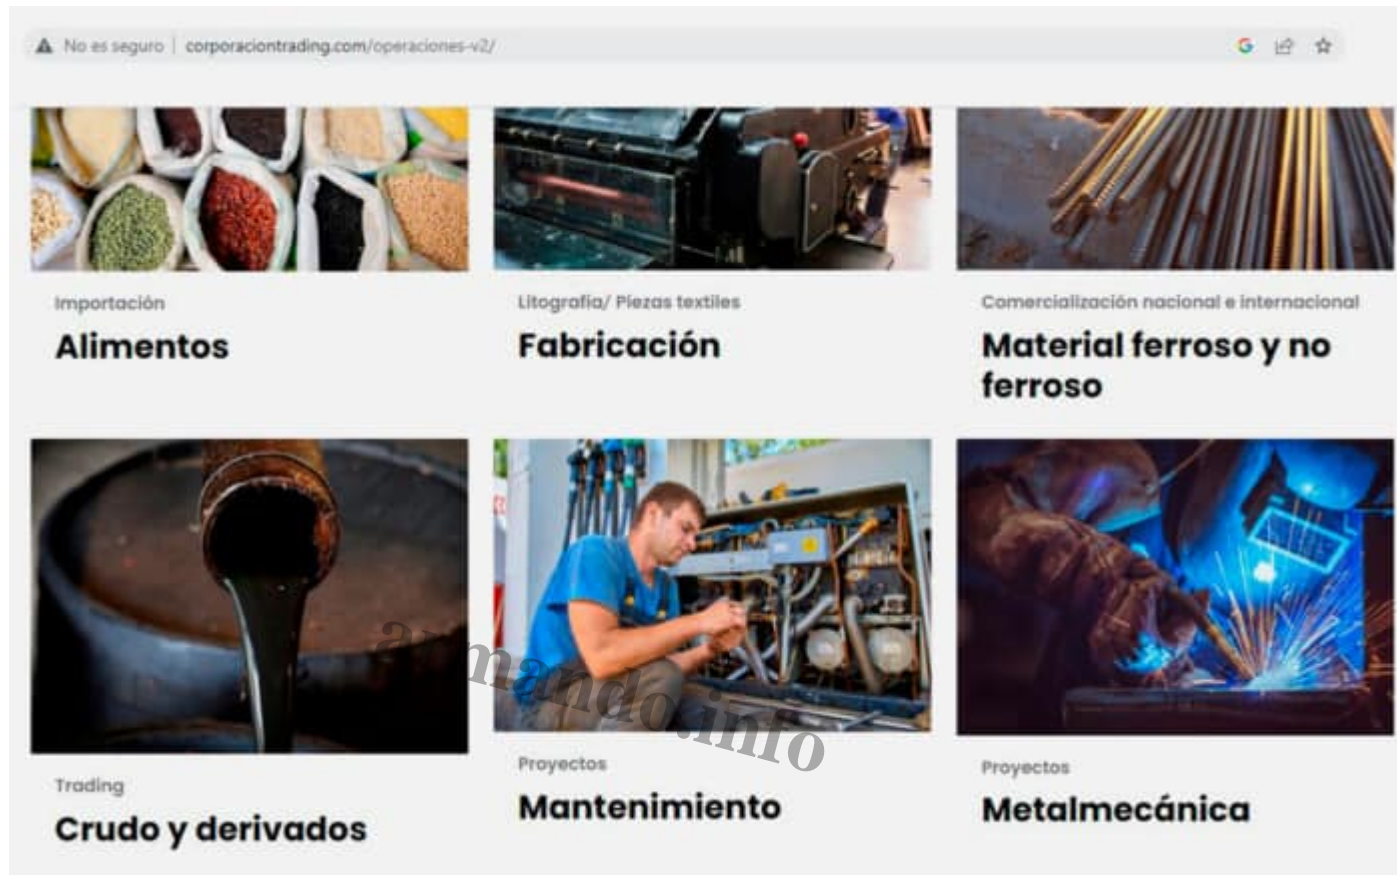 No es seguro | corporaciontrading.com/operaciones-v2/
Importación
Alimentos
Litografía/ Piezas textiles
Fabricación
Comercialización nacional e internacional
Material ferroso y no
ferroso
Trading
Crudo y derivados
Proyectos
Mantenimiento
Proyectos
Metalmecánica
armando.info